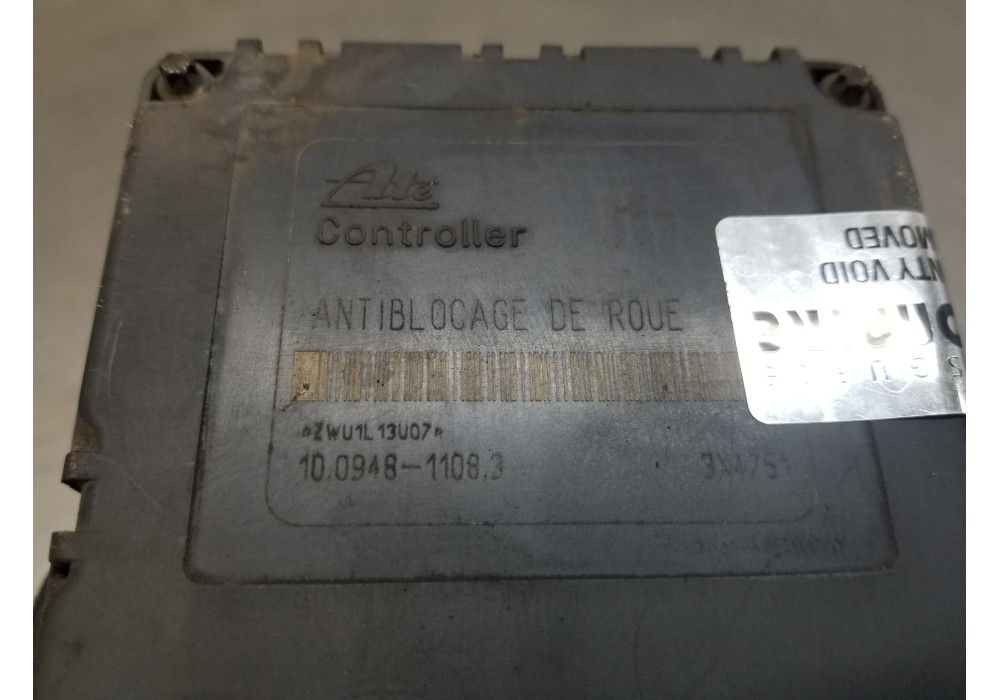 Ate
Controller
ANTIBLOCAGE DE ROUE
ZWU1L13U07
10.0948-1108.3
3X4751
NTY VOID
MOVED